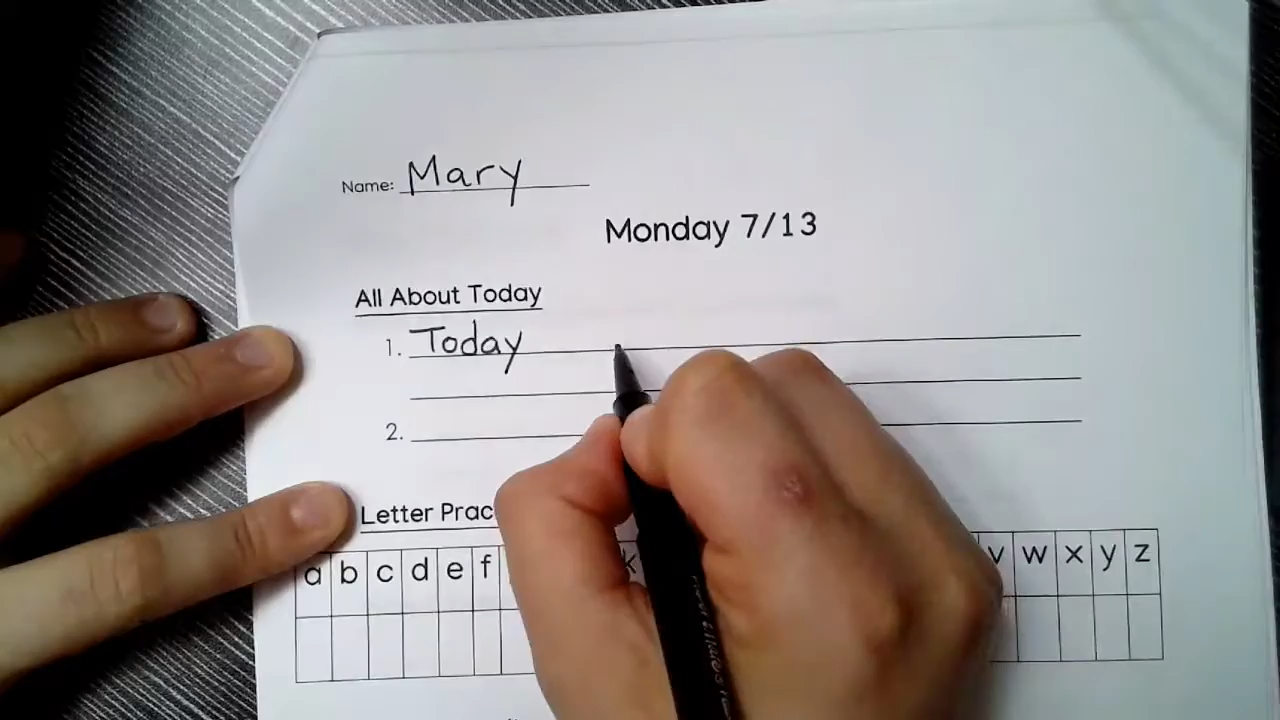 Name: Mary
Monday 7/13
All About Today
1. Today
2.
Letter Prac
a b c d e f k v w x y z